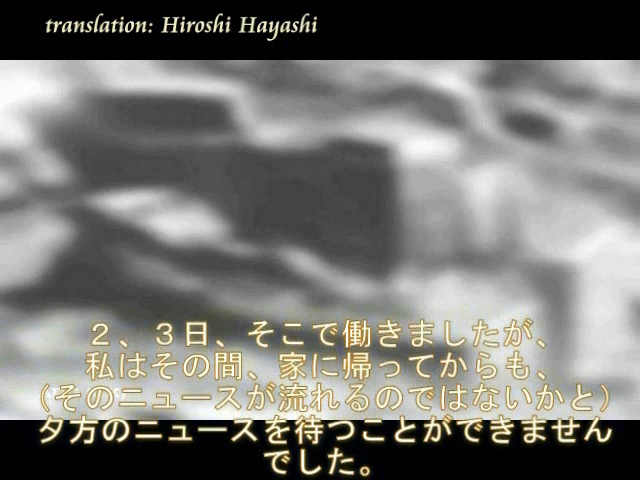 translation: Hiroshi Hayashi
２、３日、そこで働きましたが、
私はその間、家に帰ってからも、
（そのニュースが流れるのではないかと）
夕方のニュースを待つことができません
でした。